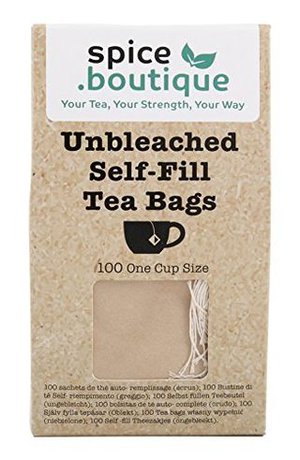 spice
.boutique
Your Tea, Your Strength, Your Way
Unbleached
Self-Fill
Tea Bags
100 One Cup Size
100 sachets de thé auto- remplissage (écrus); 100 Bustine di
tè Self- riempimento (greggio); 100 Selbst füllen Teebeutel
(ungebleicht); 100 bolsitas de te auto- complete (crudo); 100
Själv fylla tepåsar (Oblekt); 100 Tea bags własny wypełnić
(niebielone); 100 Self-fill Theezakjes (ongebleekt).